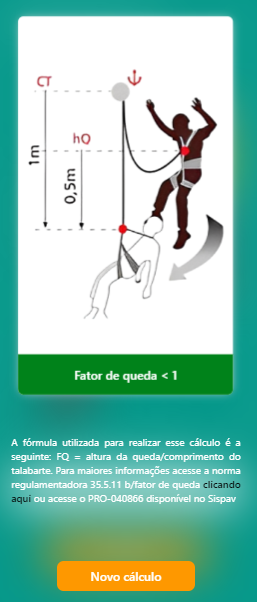 CT
hQ
1m
0,5m
Fator de queda < 1
A fórmula utilizada para realizar esse cálculo é a
seguinte: FQ = altura da queda/comprimento do
talabarte. Para maiores informações acesse a norma
regulamentadora 35.5.11 b/fator de queda clicando
aqui ou acesse o PRO-040866 disponível no Sispav
Novo cálculo